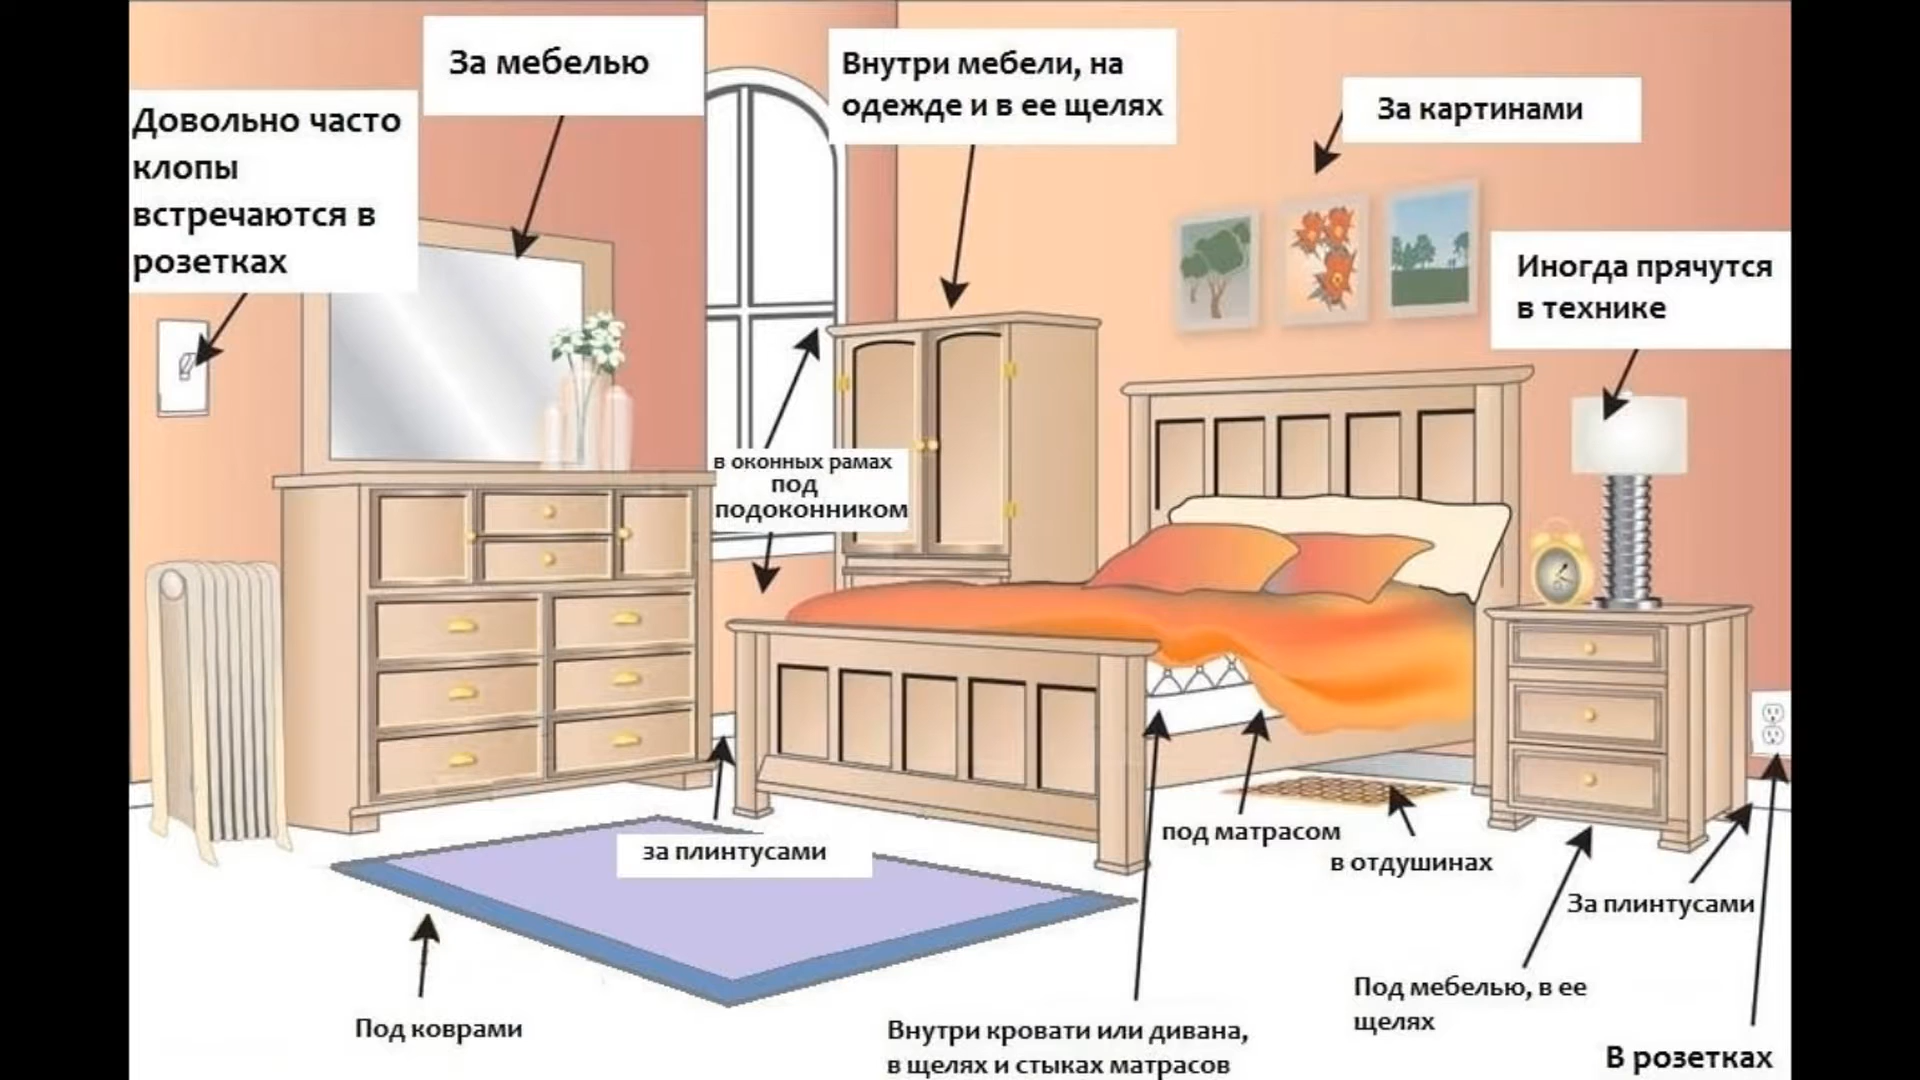 За мебелью
Внутри мебели, на
одежде и в ее щелях
За картинами
Довольно часто
клопы
встречаются в
розетках
Иногда прячутся
в технике
в оконных рамах
под
подоконником
за плинтусами
под матрасом
в отдушинах
За плинтусами
Под мебелью, в ее
щелях
Под коврами
Внутри кровати или дивана,
в щелях и стыках матрасов
В розетках